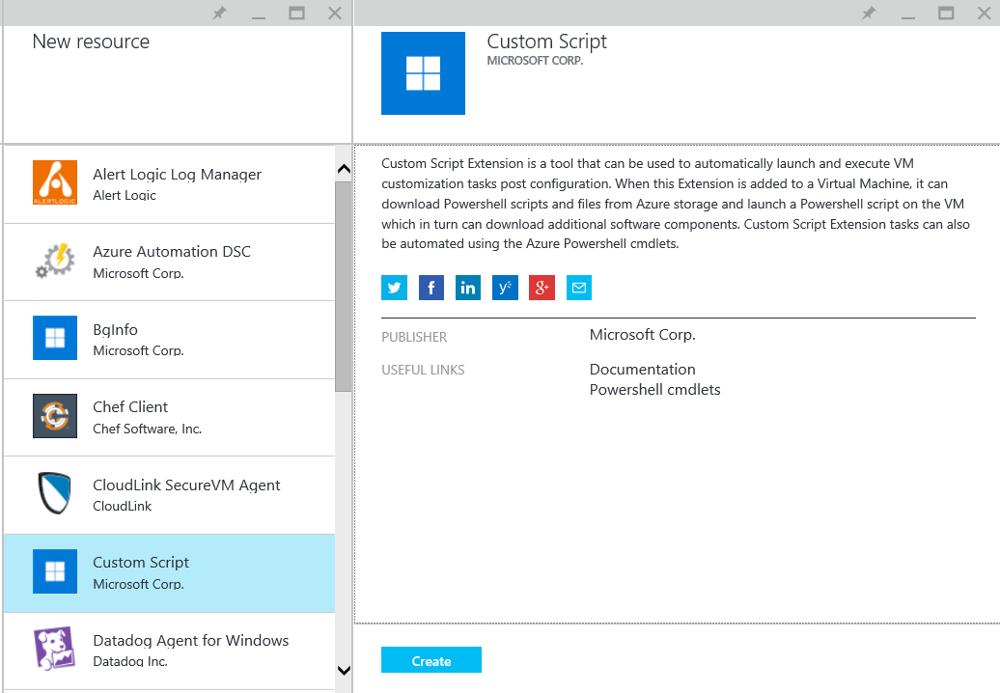 New resource
Alert Logic Log Manager
Alert Logic
Azure Automation DSC
Microsoft Corp.
BgInfo
Microsoft Corp.
Chef Client
Chef Software, Inc.
CloudLink SecureVM Agent
CloudLink
Custom Script
Microsoft Corp.
Datadog Agent for Windows
Datadog Inc.
ALERTLOGIC
Custom Script
MICROSOFT CORP.
Custom Script Extension is a tool that can be used to automatically launch and execute VM
customization tasks post configuration. When this Extension is added to a Virtual Machine, it can
download Powershell scripts and files from Azure storage and launch a Powershell script on the VM
which in turn can download additional software components. Custom Script Extension tasks can also
be automated using the Azure Powershell cmdlets.
PUBLISHER
Microsoft Corp.
USEFUL LINKS
Documentation
Powershell cmdlets
Create